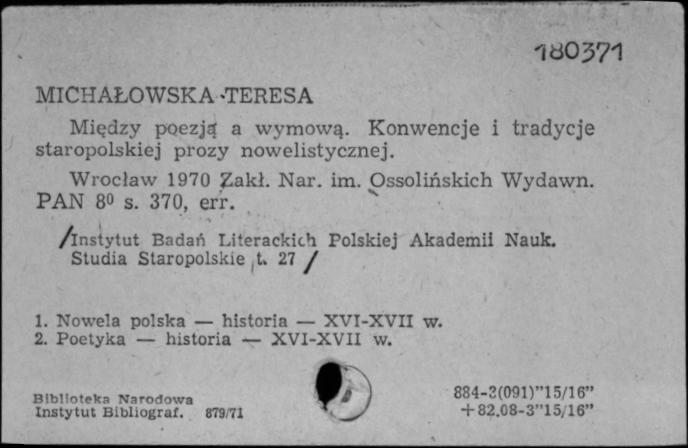 180371
MICHAŁOWSKA TERESA
Między poezją a wymową. Konwencje i tradycje
staropolskiej prozy nowelistycznej.
Wrocław 1970 Zakł. Nar. im. Ossolińskich Wydawn.
PAN 8⁰ s. 370, err.
/Instytut Badań Literackich Polskiej Akademii Nauk.
Studia Staropolskie, t. 27 /
1. Nowela polska — historia — XVI-XVII w.
2. Poetyka — historia — XVI-XVII w.
Biblioteka Narodowa
Instytut Bibliograf. 879/71
884-3(091)”15/16”
+82.08-3”15/16”